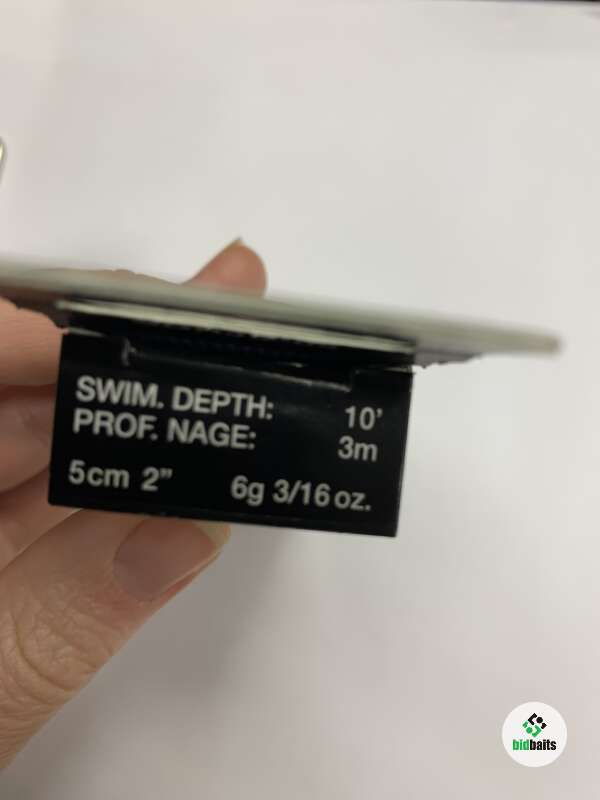 SWIM. DEPTH: 10'
PROF. NAGE: 3m
5cm 2" 6g 3/16 oz.
bidbaits